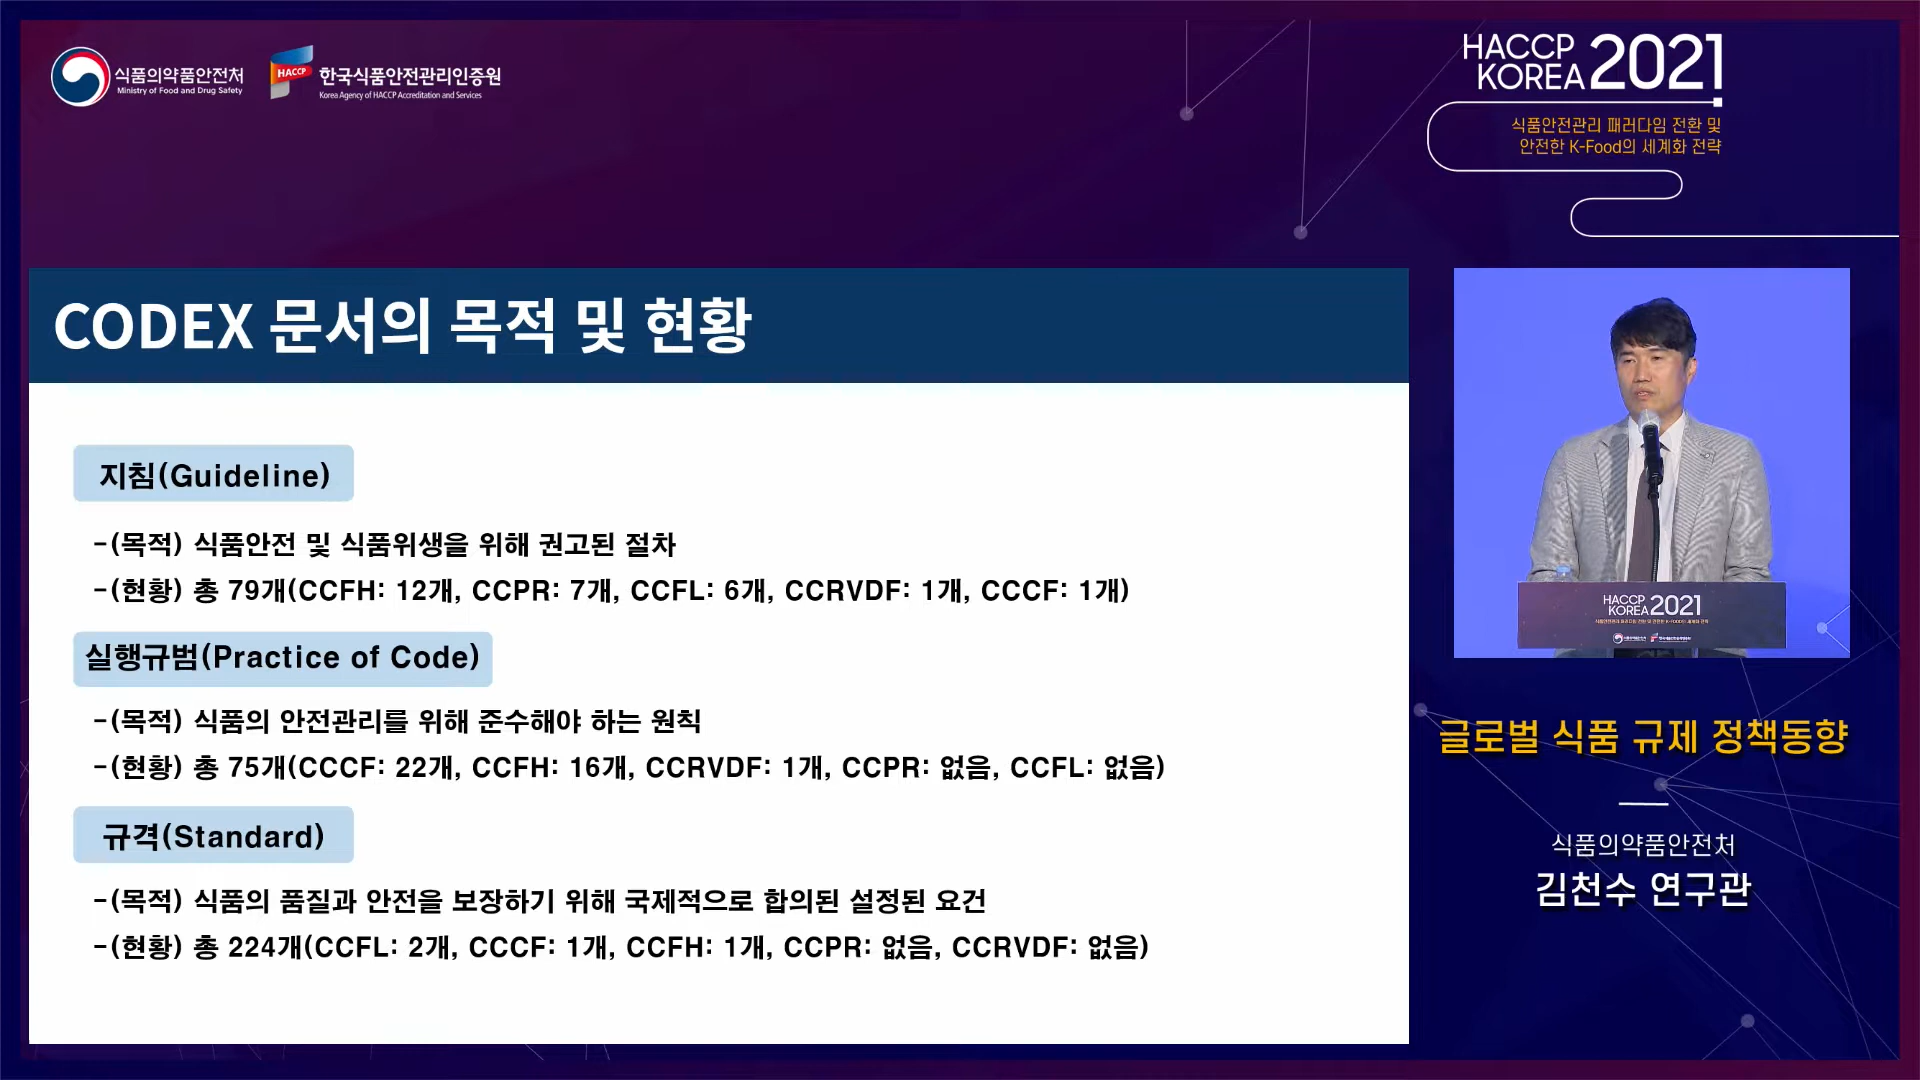 식품의약품안전처
Ministry of Food and Drug Safety
HACCP
한국식품안전관리인증원
Korea Agency of HACCP Accreditation and Services
HACCP
KOREA 2021
식품안전관리 패러다임 전환 및
안전한 K-Food의 세계화 전략
CODEX 문서의 목적 및 현황
지침(Guideline)
-(목적) 식품안전 및 식품위생을 위해 권고된 절차
-(현황) 총 79개(CCFH: 12개, CCPR: 7개, CCFL: 6개, CCRVDF: 1개, CCCF: 1개)
실행규범(Practice of Code)
-(목적) 식품의 안전관리를 위해 준수해야 하는 원칙
-(현황) 총 75개(CCCF: 22개, CCFH: 16개, CCRVDF: 1개, CCPR: 없음, CCFL: 없음)
규격(Standard)
-(목적) 식품의 품질과 안전을 보장하기 위해 국제적으로 합의된 설정된 요건
-(현황) 총 224개(CCFL: 2개, CCCF: 1개, CCFH: 1개, CCPR: 없음, CCRVDF: 없음)
HACCP
KOREA 2021
글로벌 식품 규제 정책동향
식품의약품안전처
김천수 연구관